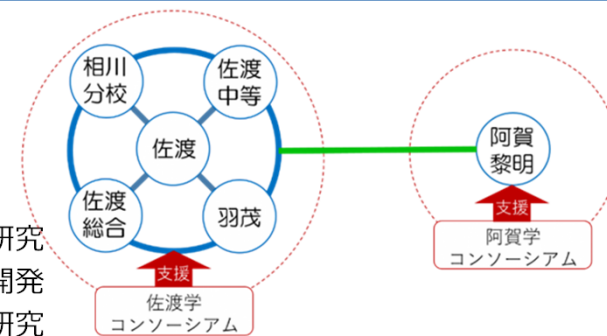 相川
分校
佐渡
中等
佐渡
佐渡
総合
羽茂
阿賀
黎明
支援
佐渡学
コンソーシアム
支援
阿賀学
コンソーシアム
研究
開発
研究